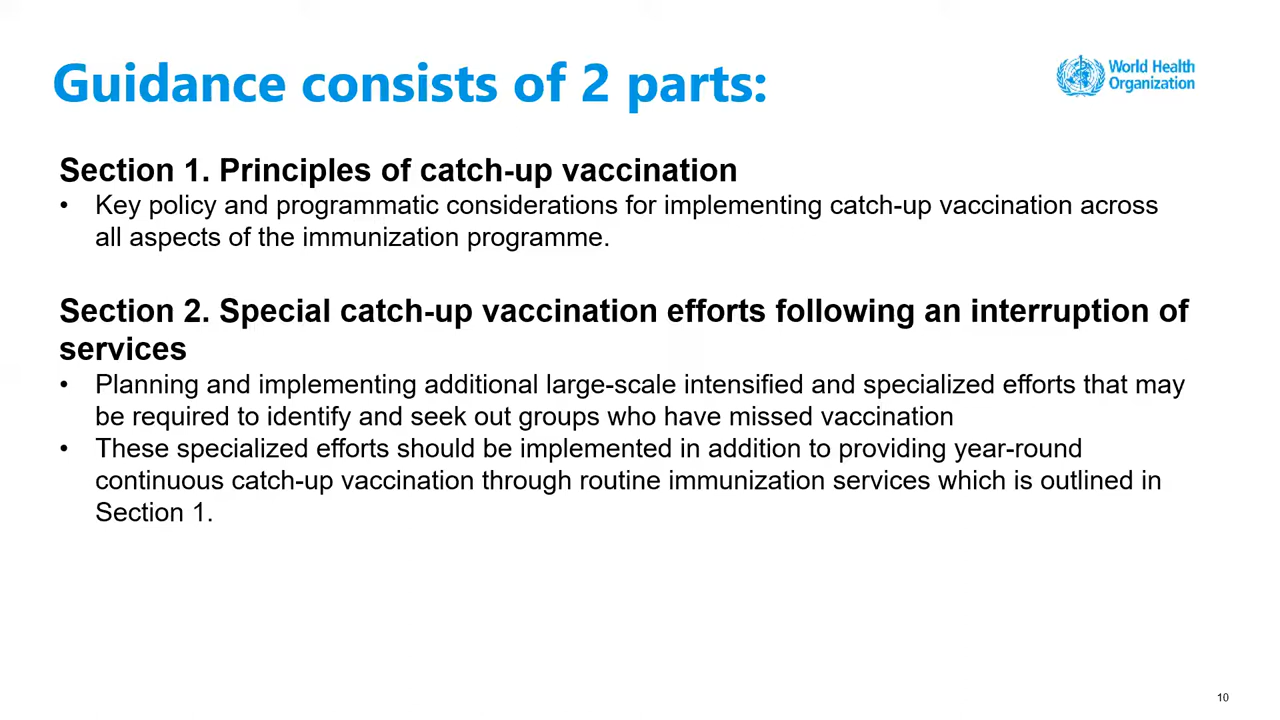 Guidance consists of 2 parts:
World Health
Organization
Section 1. Principles of catch-up vaccination
• Key policy and programmatic considerations for implementing catch-up vaccination across
all aspects of the immunization programme.
Section 2. Special catch-up vaccination efforts following an interruption of
services
• Planning and implementing additional large-scale intensified and specialized efforts that may
be required to identify and seek out groups who have missed vaccination
• These specialized efforts should be implemented in addition to providing year-round
continuous catch-up vaccination through routine immunization services which is outlined in
Section 1.
10